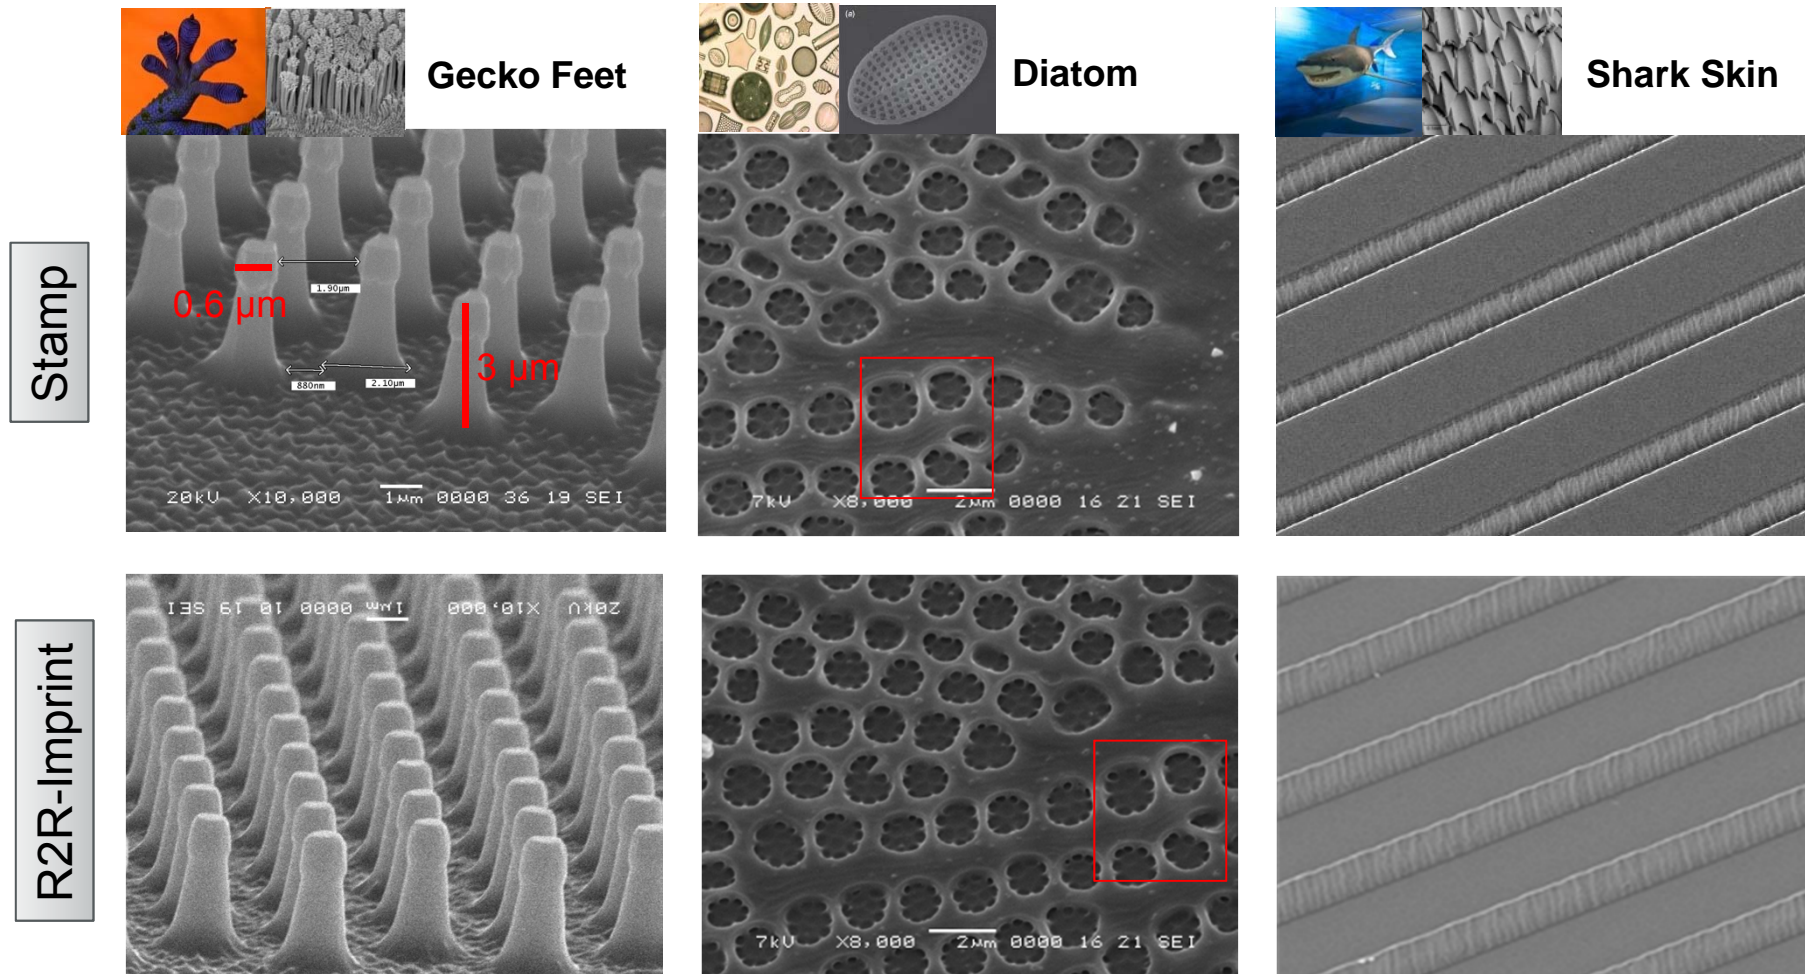 Gecko Feet
(a)
Diatom
Shark Skin
Stamp
1.90µm
0.6 µm
3 µm
880nm
2.10µm
20kV X10,000 1µm 0000 36 19 SEI
7kV X8,000 2µm 0000 16 21 SEI
R2R-Imprint
20kV X10,000 1µm 0000 10 19 SEI
7kV X8,000 2µm 0000 16 21 SEI